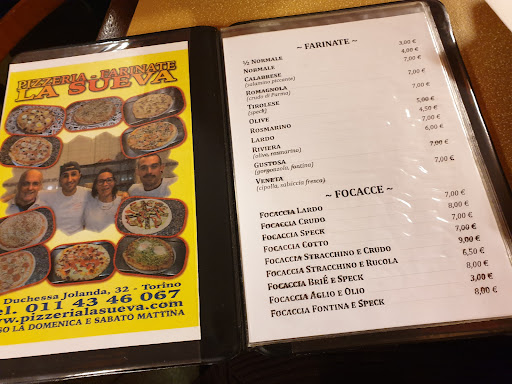 PIZZERIA - FARINATE
LA SUEVA
Duchessa Jolanda, 32 - Torino
el. 011 43 46 067
www.pizzerialasueva.com
SO LA DOMENICA E SABATO MATTINA
~ FARINATE ~
½ NORMALE 3,00 €
NORMALE 4,00 €
CALABRESE 7,00 €
(salamino piccante)
ROMAGNOLA 7,00 €
(crudo di Parma)
TIROLESE 7,00 €
(speck)
OLIVE 5,00 €
ROSMARINO 4,50 €
LARDO 7,00 €
RIVIERA 6,00 €
(olive, rosmarino)
GUSTOSA 7,00 €
(gorgonzola, fontina)
VENETA 7,00 €
(cipolla, salsiccia fresca)
~ FOCACCE ~
FOCACCIA LARDO 7,00 €
FOCACCIA CRUDO 8,00 €
FOCACCIA SPECK 7,00 €
FOCACCIA COTTO 7,00 €
FOCACCIA STRACCHINO E CRUDO 9,00 €
FOCACCIA STRACCHINO E RUCOLA 6,50 €
FOCACCIA BRIÉ E SPECK 8,00 €
FOCACCIA AGLIO E OLIO 3,00 €
FOCACCIA FONTINA E SPECK 8,00 €